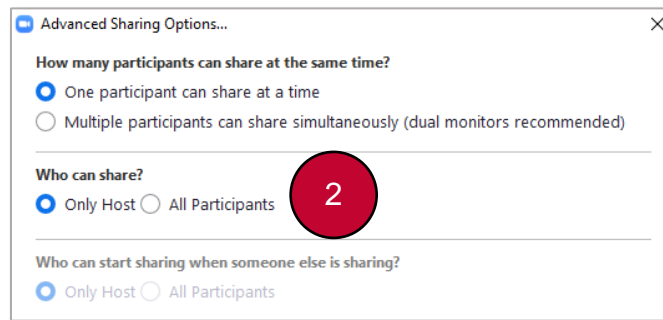 Advanced Sharing Options...
How many participants can share at the same time?
One participant can share at a time
Multiple participants can share simultaneously (dual monitors recommended)
Who can share?
Only Host All Participants
2
Who can start sharing when someone else is sharing?
Only Host All Participants